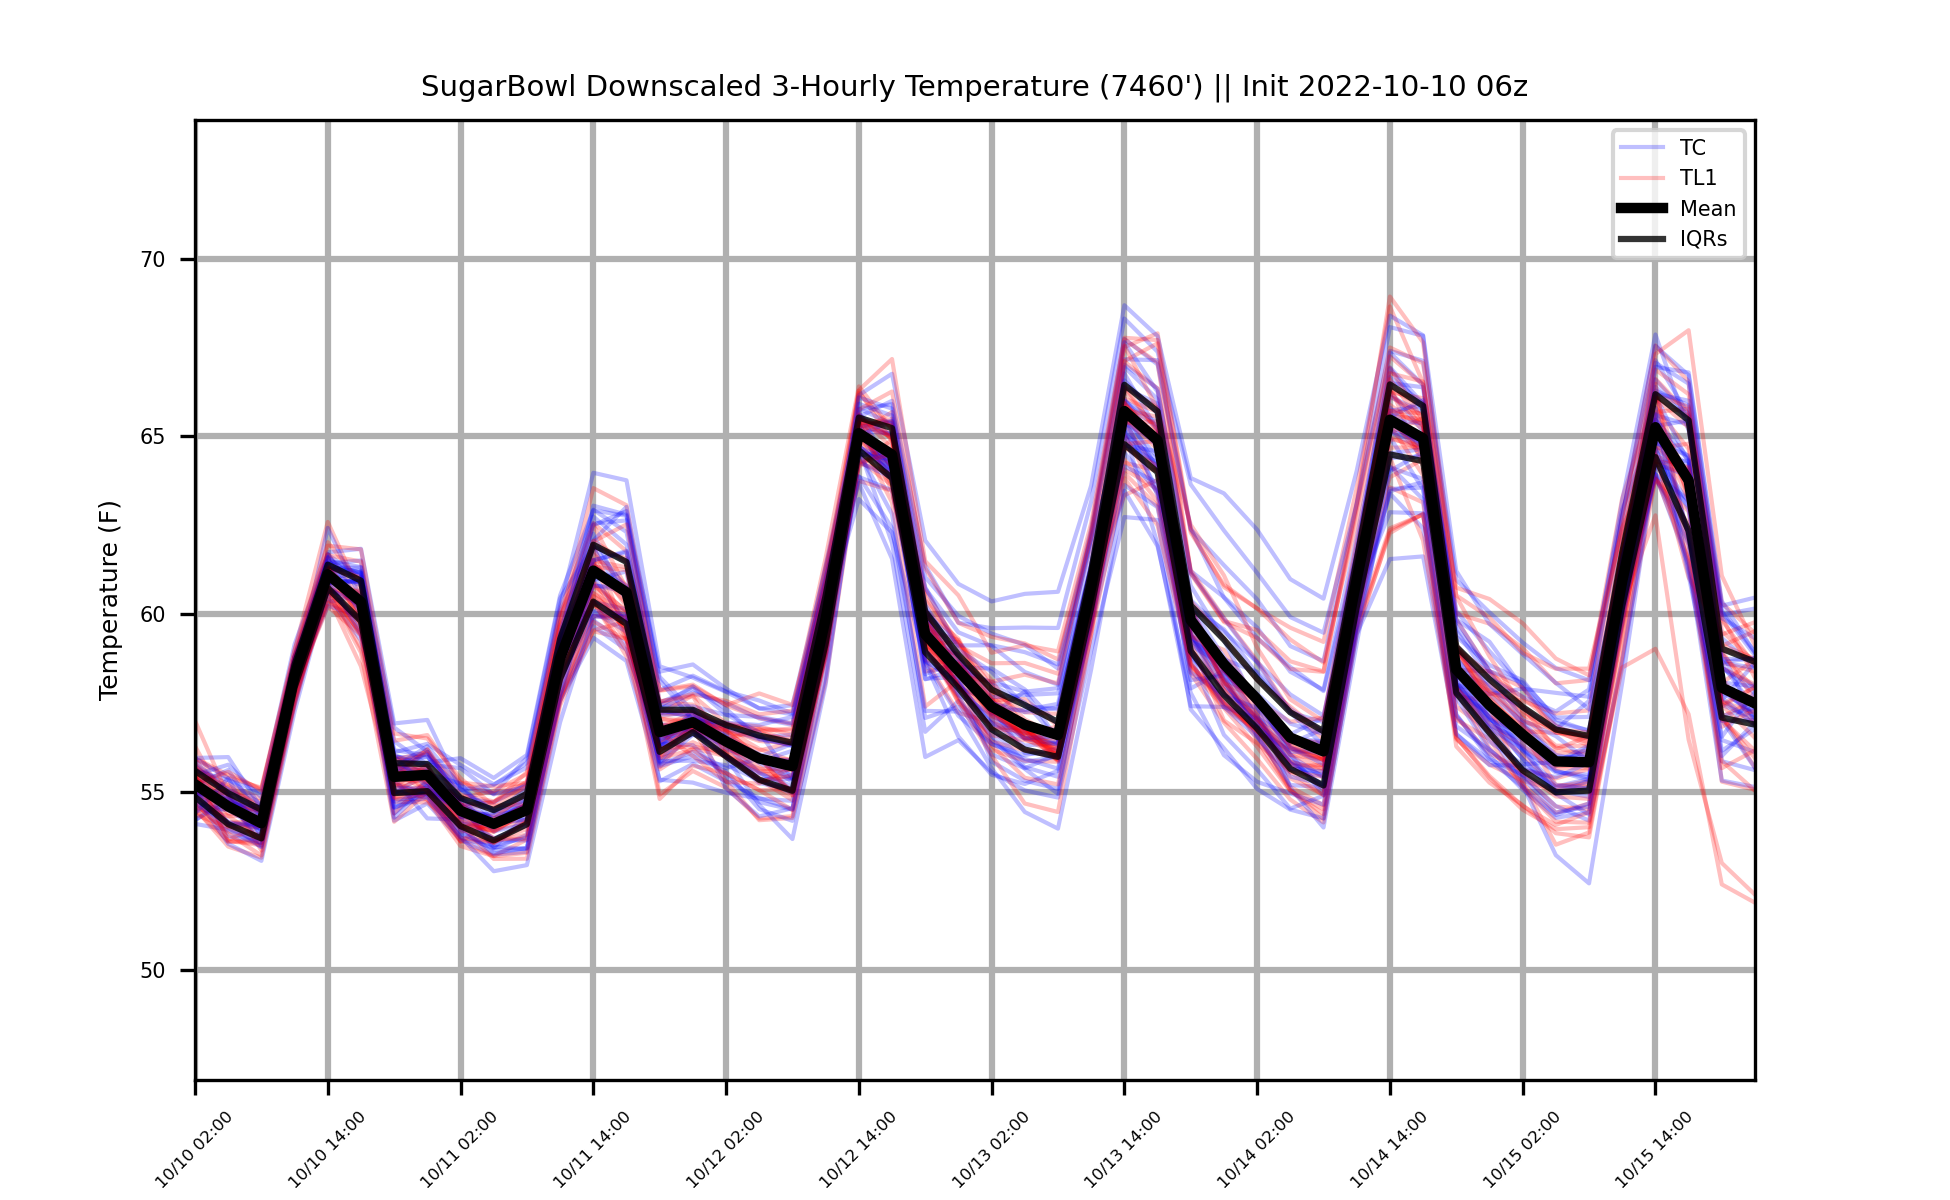 SugarBowl Downscaled 3-Hourly Temperature (7460') || Init 2022-10-10 06z
TC
TL1
Mean
IQRs
Temperature (F)
70
65
60
55
50
10/10 02:00
10/10 14:00
10/11 02:00
10/11 14:00
10/12 02:00
10/12 14:00
10/13 02:00
10/13 14:00
10/14 02:00
10/14 14:00
10/15 02:00
10/15 14:00